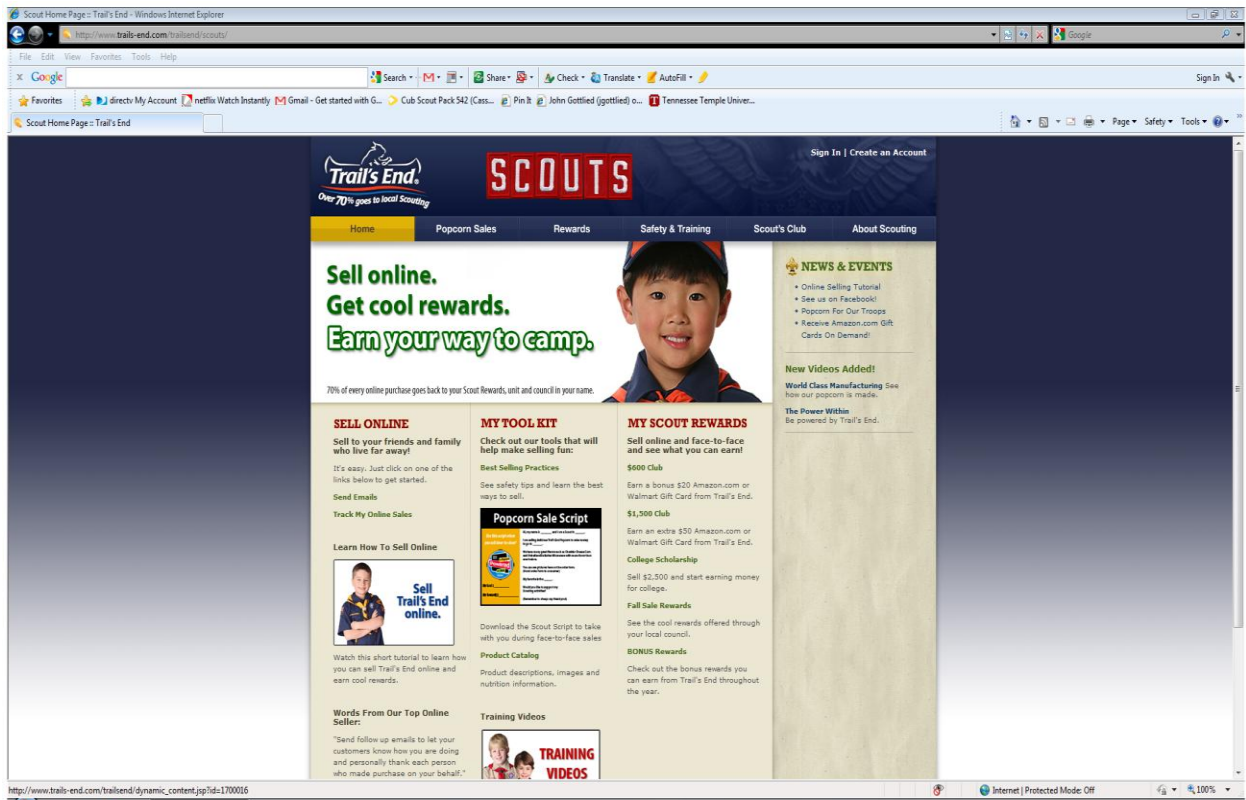 Scout Home Page :: Trail's End - Windows Internet Explorer
http://www.trails-end.com/trailsend/scouts/
Google
File Edit View Favorites Tools Help
x Google
Search
Share
Check
Translate
AutoFill
Sign In
Favorites
directv My Account
netflix Watch Instantly
Gmail - Get started with G...
Cub Scout Pack 542 (Cass...
Pin It
John Gottlied (jgottlied) o...
Tennessee Temple Univer...
Scout Home Page :: Trail's End
Page Safety Tools
Trail's End.
Over 70% goes to local Scouting
SCOUTS
Sign In | Create an Account
Home Popcorn Sales Rewards Safety & Training Scout's Club About Scouting
Sell online.
Get cool rewards.
Earn your way to camp.
70% of every online purchase goes back to your Scout Rewards, unit and council in your name.
NEWS & EVENTS
• Online Selling Tutorial
• See us on Facebook!
• Popcorn For Our Troops
• Receive Amazon.com Gift
Cards On Demand!
New Videos Added!
World Class Manufacturing See
how our popcorn is made.
The Power Within
Be powered by Trail's End.
SELL ONLINE
Sell to your friends and family
who live far away!
It's easy. Just click on one of the
links below to get started.
Send Emails
Track My Online Sales
Learn How To Sell Online
Sell
Trail's End
online.
Watch this short tutorial to learn how
you can sell Trail's End online and
earn cool rewards.
Words From Our Top Online
Seller:
"Send follow up emails to let your
customers know how you are doing
and personally thank each person
who made purchase on your behalf."
MY TOOL KIT
Check out our tools that will
help make selling fun:
Best Selling Practices
See safety tips and learn the best
ways to sell.
Popcorn Sale Script
Download the Scout Script to take
with you during face-to-face sales
Product Catalog
Product descriptions, images and
nutrition information.
Training Videos
TRAINING
VIDEOS
MY SCOUT REWARDS
Sell online and face-to-face
and see what you can earn!
$600 Club
Earn a bonus $20 Amazon.com or
Walmart Gift Card from Trail's End.
$1,500 Club
Earn an extra $50 Amazon.com or
Walmart Gift Card from Trail's End.
College Scholarship
Sell $2,500 and start earning money
for college.
Fall Sale Rewards
See the cool rewards offered through
your local council.
BONUS Rewards
Check out the bonus rewards you
can earn from Trail's End throughout
the year.
http://www.trails-end.com/trailsend/dynamic_content.jsp?id=1700016
Internet | Protected Mode: Off
100%